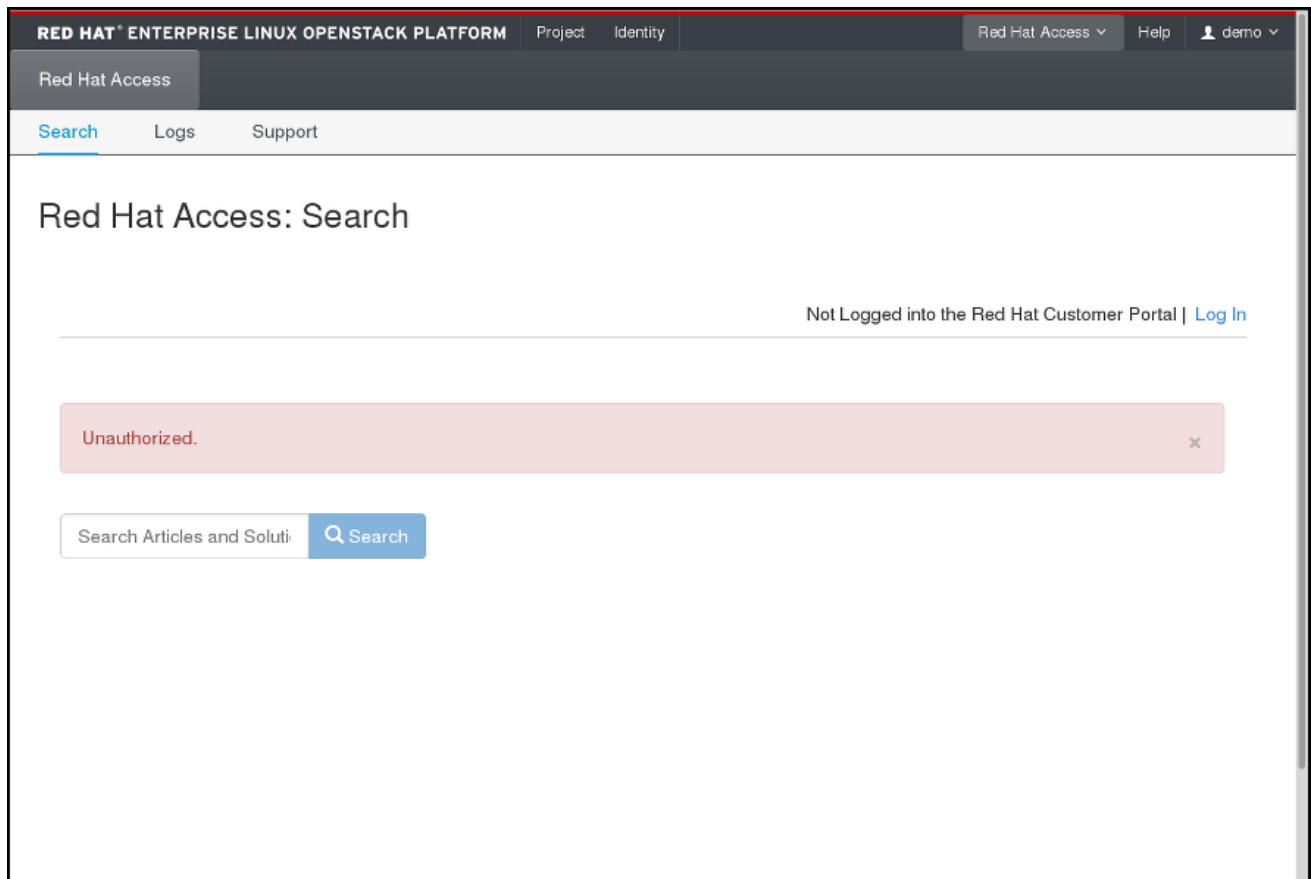 RED HAT® ENTERPRISE LINUX OPENSTACK PLATFORM Project Identity Red Hat Access Help demo
Red Hat Access
Search Logs Support
Red Hat Access: Search
Not Logged into the Red Hat Customer Portal | Log In
Unauthorized. ×
Search Articles and Soluti Search